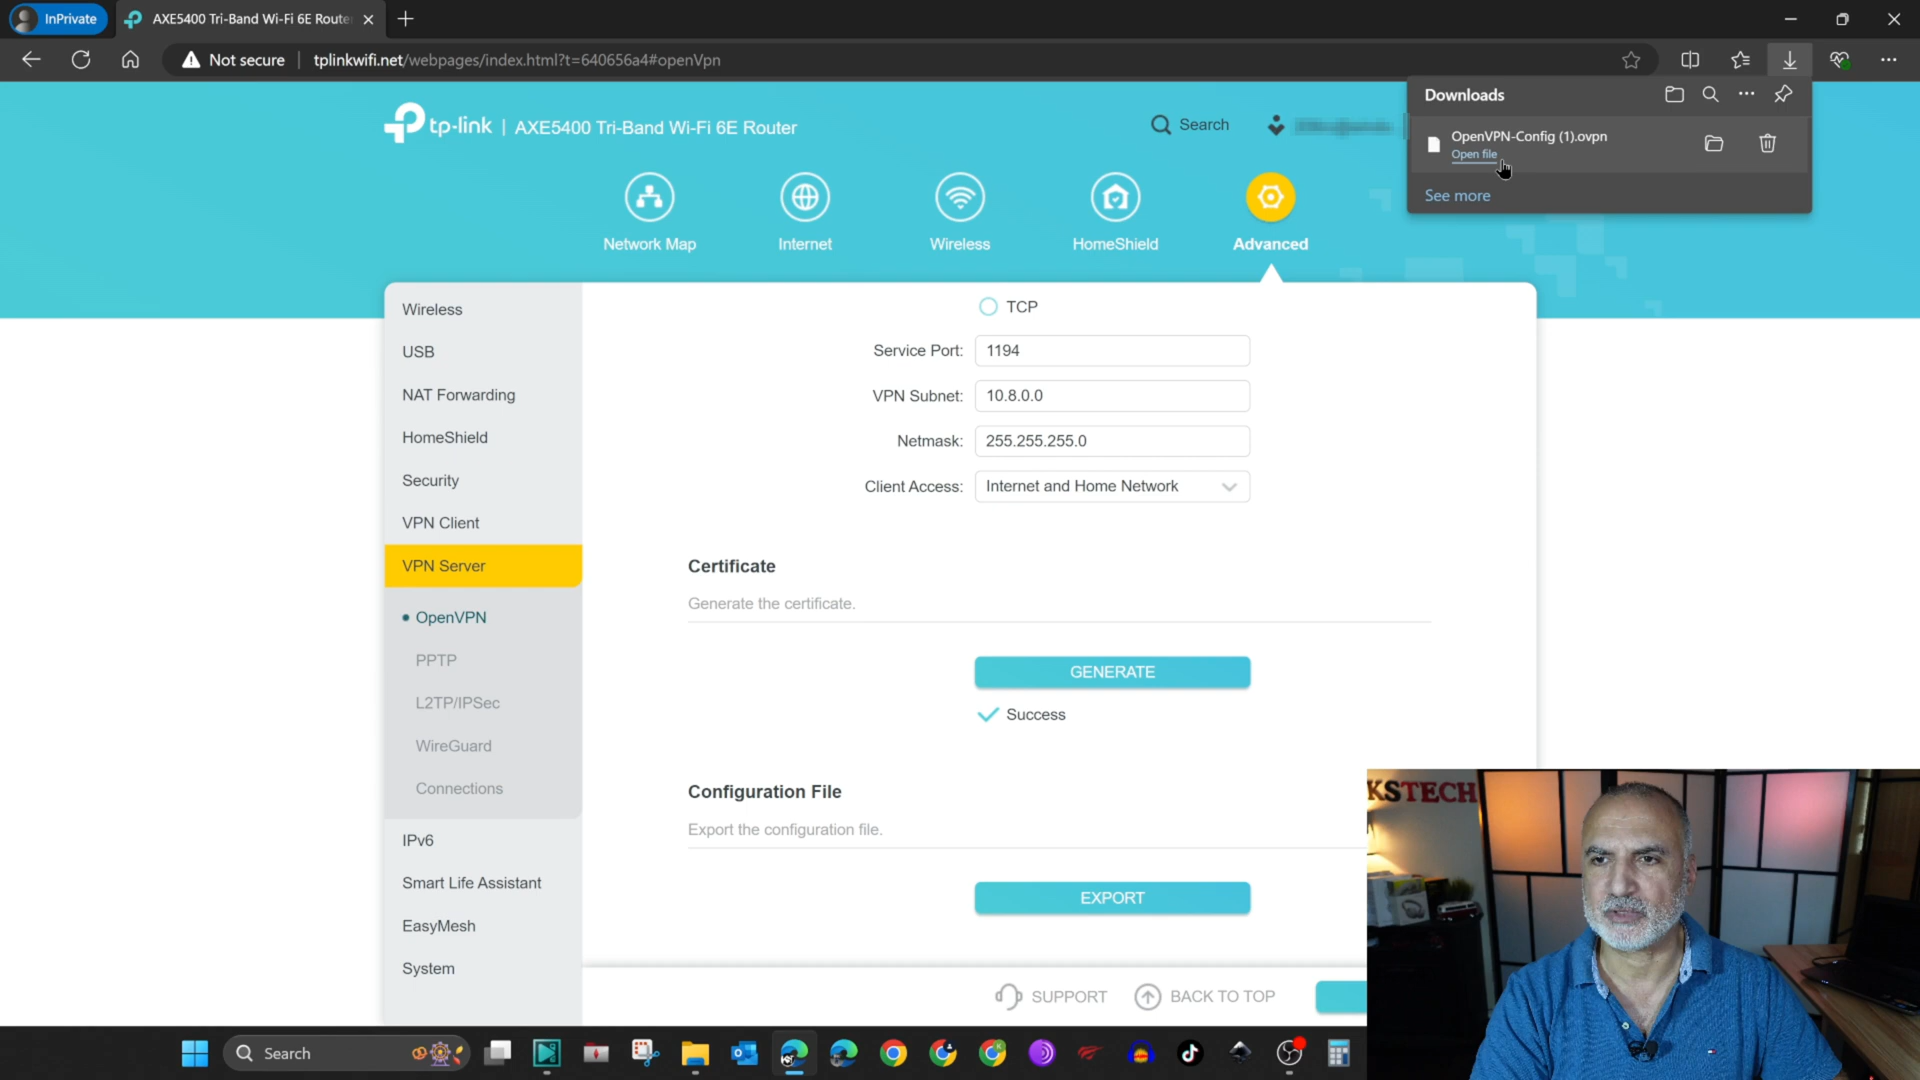 InPrivate
AXE5400 Tri-Band Wi-Fi 6E Route
Not secure
tplinkwifi.net/webpages/index.html?t=640656a4#openVpn
Downloads
OpenVPN-Config (1).ovpn
Open file
See more
tp-link | AXE5400 Tri-Band Wi-Fi 6E Router
Search
Network Map
Internet
Wireless
HomeShield
Advanced
Wireless
USB
NAT Forwarding
HomeShield
Security
VPN Client
VPN Server
OpenVPN
PPTP
L2TP/IPSec
WireGuard
Connections
IPv6
Smart Life Assistant
EasyMesh
System
TCP
Service Port: 1194
VPN Subnet: 10.8.0.0
Netmask: 255.255.255.0
Client Access: Internet and Home Network
Certificate
Generate the certificate.
GENERATE
Success
Configuration File
Export the configuration file.
EXPORT
SUPPORT
BACK TO TOP
KSTECH
Search